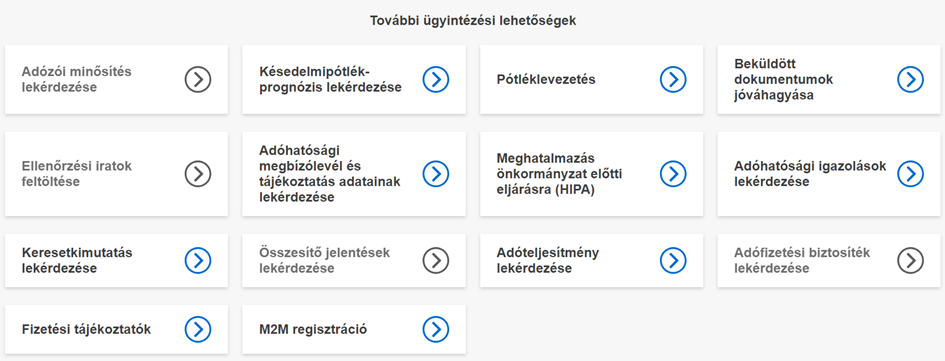 További ügyintézési lehetőségek
Adózói minősítés
lekérdezése
Késedelmipótlék-
prognózis lekérdezése
Pótléklevezetés
Beküldött
dokumentumok
jóváhagyása
Ellenőrzési iratok
feltöltése
Adóhatósági
megbízólevél és
tájékoztatás adatainak
lekérdezése
Meghatalmazás
önkormányzat előtti
eljárásra (HIPA)
Adóhatósági igazolások
lekérdezése
Keresetkimutatás
lekérdezése
Összesítő jelentések
lekérdezése
Adóteljesítmény
lekérdezése
Adófizetési biztosíték
lekérdezése
Fizetési tájékoztatók
M2M regisztráció